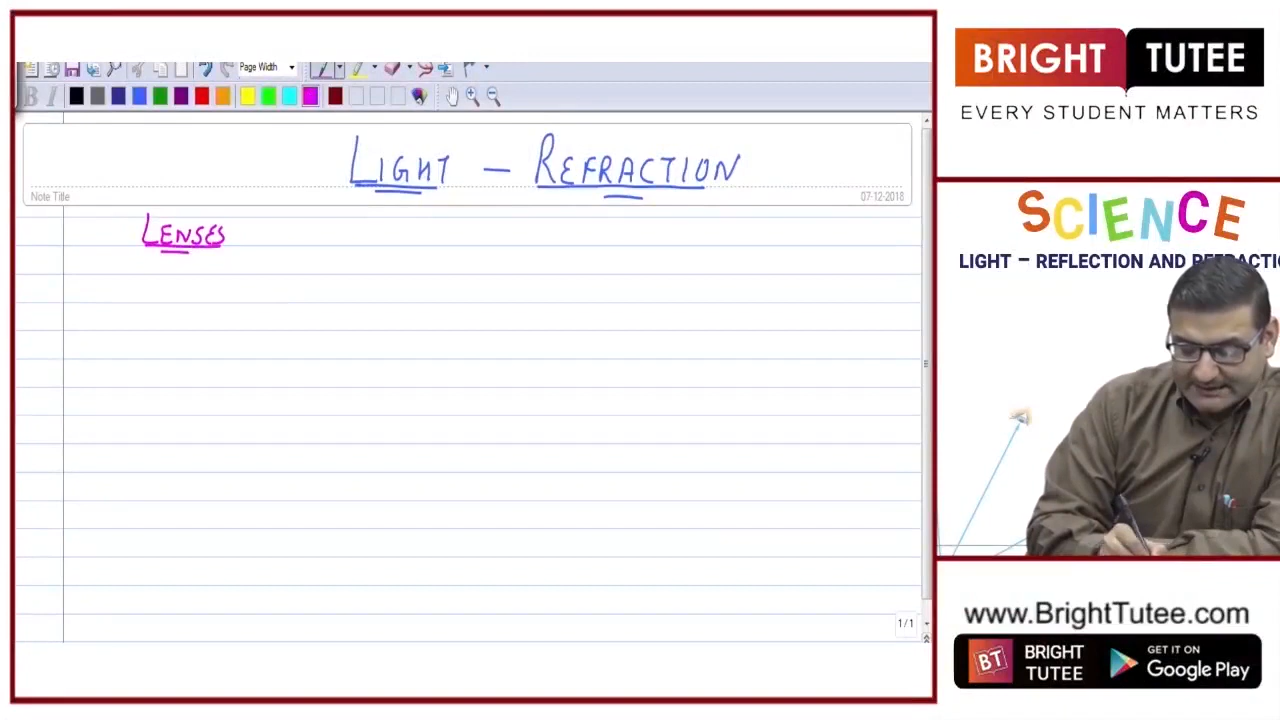 BRIGHT TUTEE
EVERY STUDENT MATTERS
Page Width
B I
LIGHT - REFRACTION
Note Title
07-12-2018
LENSES
SCIENCE
LIGHT – REFLECTION AND
1/1
www.BrightTutee.com
BT
BRIGHT TUTEE
GET IT ON
Google Play